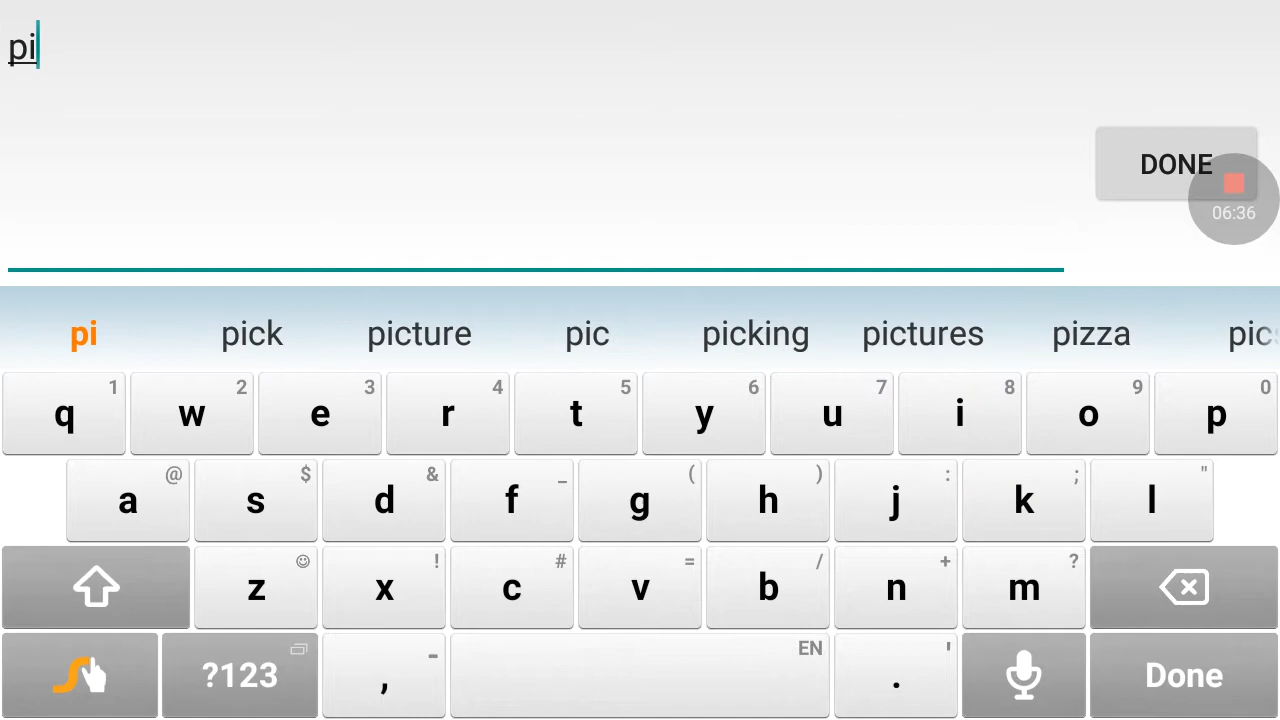 pi
DONE
06:36
pi pick picture pic picking pictures pizza
q 1 w 2 e 3 r 4 t 5 y 6 u 7 i 8 o 9 p 0
a @ s $ d & f _ g ( h ) j : k ; l "
z x ! c # v = b / n + m ?
?123 , - EN . ' Done